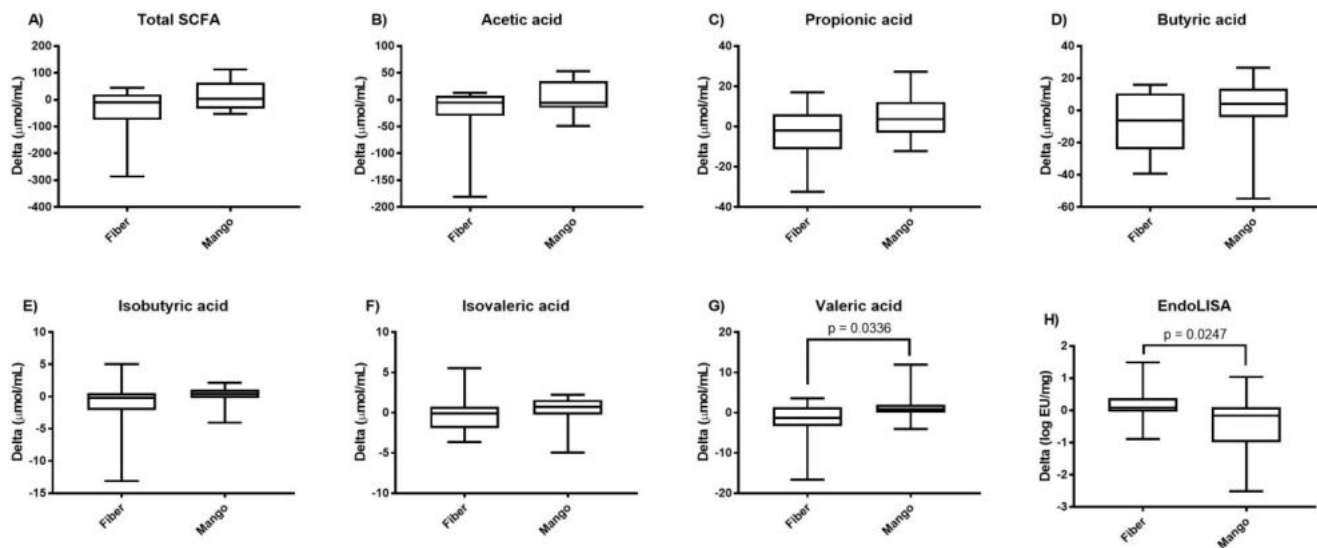 A) Total SCFA
Delta (µmol/mL)
200
100
0
-100
-200
-300
-400
Fiber
Mango
B) Acetic acid
Delta (µmol/mL)
100
50
0
-50
-100
-150
-200
Fiber
Mango
C) Propionic acid
Delta (µmol/mL)
40
20
0
-20
-40
Fiber
Mango
D) Butyric acid
Delta (µmol/mL)
40
20
0
-20
-40
-60
Fiber
Mango
E) Isobutyric acid
Delta (µmol/mL)
10
5
0
-5
-10
-15
Fiber
Mango
F) Isovaleric acid
Delta (µmol/mL)
10
5
0
-5
-10
Fiber
Mango
G) Valeric acid
p = 0.0336
Delta (µmol/mL)
20
10
0
-10
-20
Fiber
Mango
H) EndoLISA
p = 0.0247
Delta (log EU/mg)
2
1
0
-1
-2
-3
Fiber
Mango